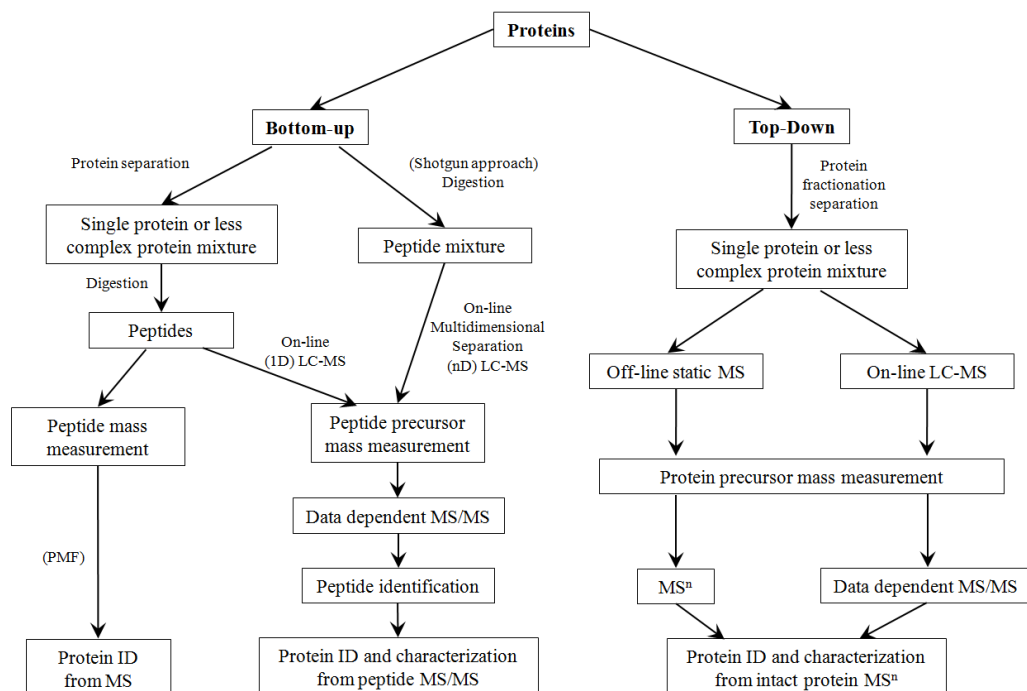 Proteins
Bottom-up
Top-Down
Protein separation
(Shotgun approach)
Digestion
Protein
fractionation
separation
Single protein or less
complex protein mixture
Peptide mixture
Single protein or less
complex protein mixture
Digestion
Peptides
On-line
(1D) LC-MS
On-line
Multidimensional
Separation
(nD) LC-MS
Off-line static MS
On-line LC-MS
Peptide mass
measurement
Peptide precursor
mass measurement
Protein precursor mass measurement
Data dependent MS/MS
(PMF)
Peptide identification
MSⁿ
Data dependent MS/MS
Protein ID
from MS
Protein ID and characterization
from peptide MS/MS
Protein ID and characterization
from intact protein MSⁿ